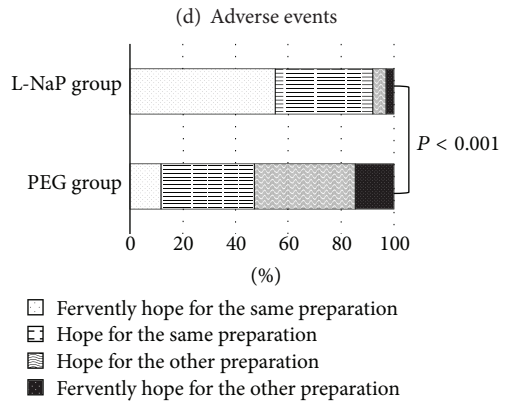 (d) Adverse events
L-NaP group
P < 0.001
PEG group
0 20 40 60 80 100
(%)
Fervently hope for the same preparation
Hope for the same preparation
Hope for the other preparation
Fervently hope for the other preparation